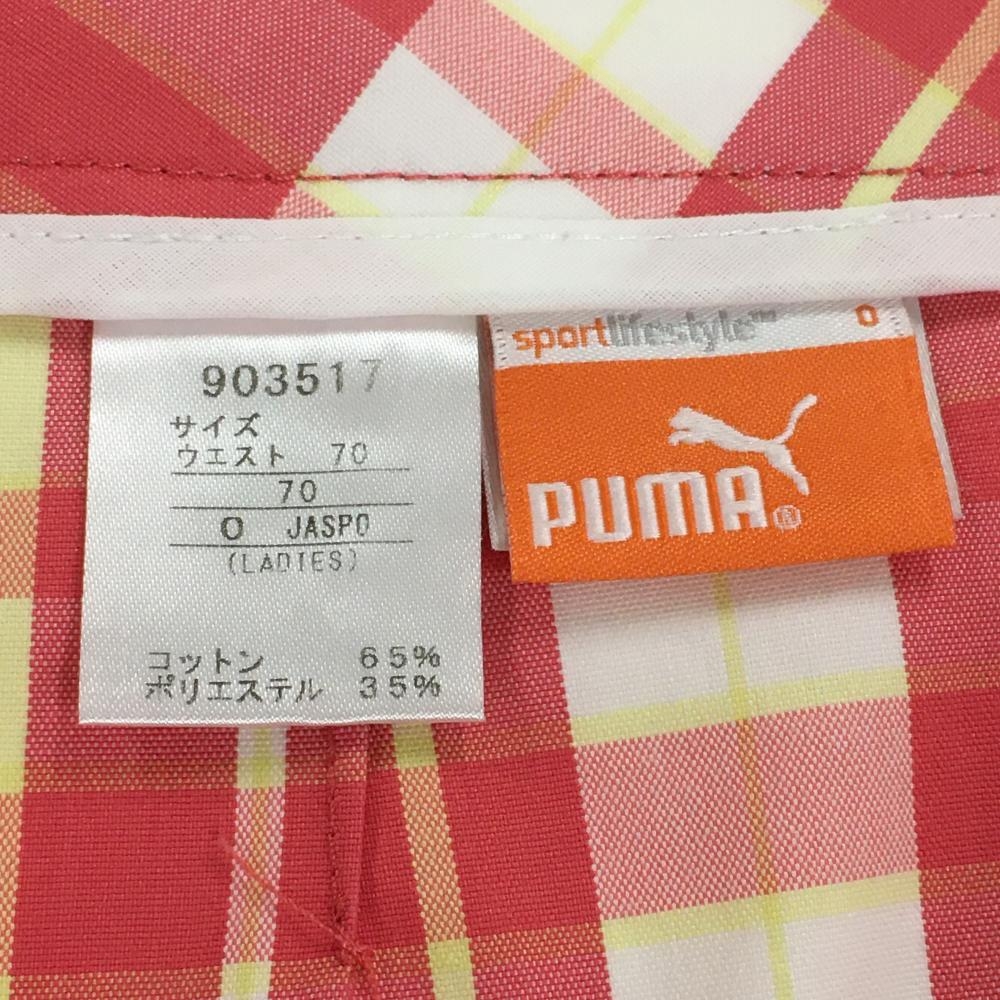 903517
サイズ
ウエスト 70
70
O JASPO
(LADIES)
コットン 65%
ポリエステル 35%
sportlifestyle™ O
PUMA®